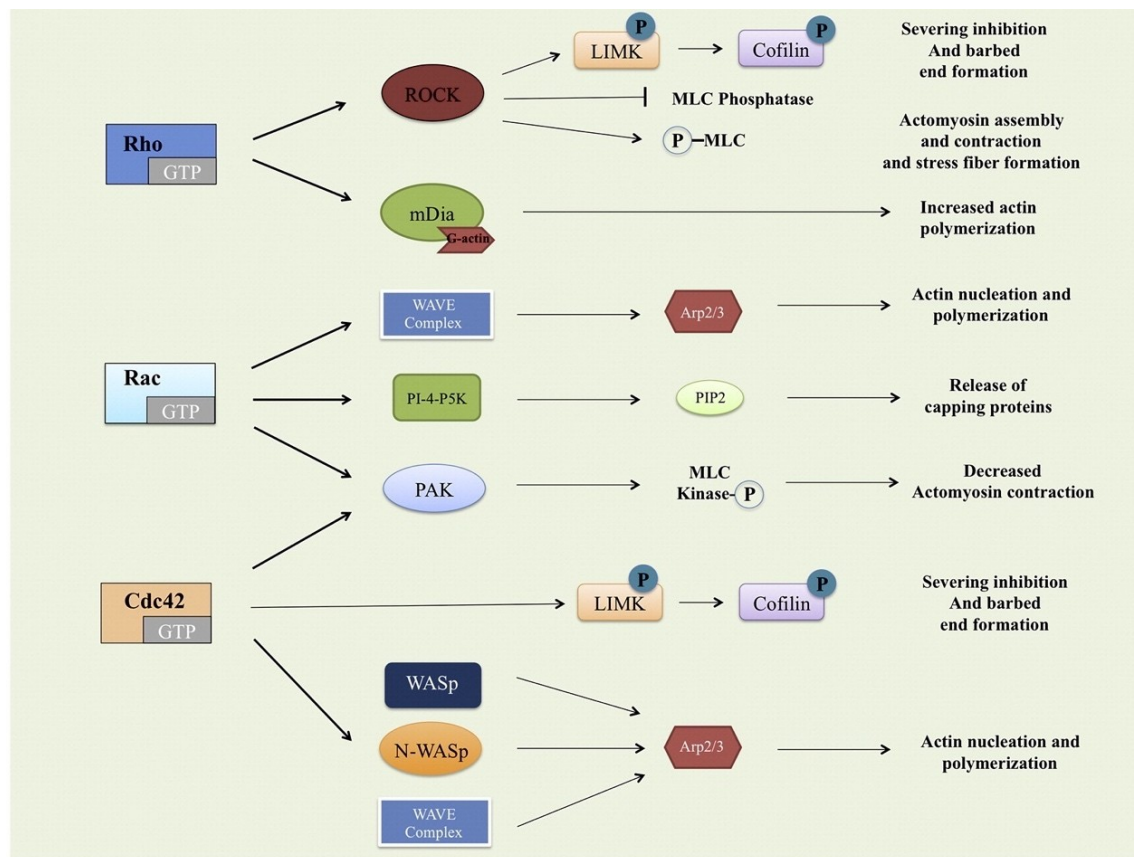 Rho
GTP
ROCK
P
LIMK
P
Cofilin
Severing inhibition
And barbed
end formation
MLC Phosphatase
P
MLC
Actomyosin assembly
and contraction
and stress fiber formation
mDia
G-actin
Increased actin
polymerization
Rac
GTP
WAVE
Complex
Arp2/3
Actin nucleation and
polymerization
PI-4-P5K
PIP2
Release of
capping proteins
PAK
MLC
Kinase-P
Decreased
Actomyosin contraction
Cdc42
GTP
P
LIMK
P
Cofilin
Severing inhibition
And barbed
end formation
WASp
N-WASp
WAVE
Complex
Arp2/3
Actin nucleation and
polymerization